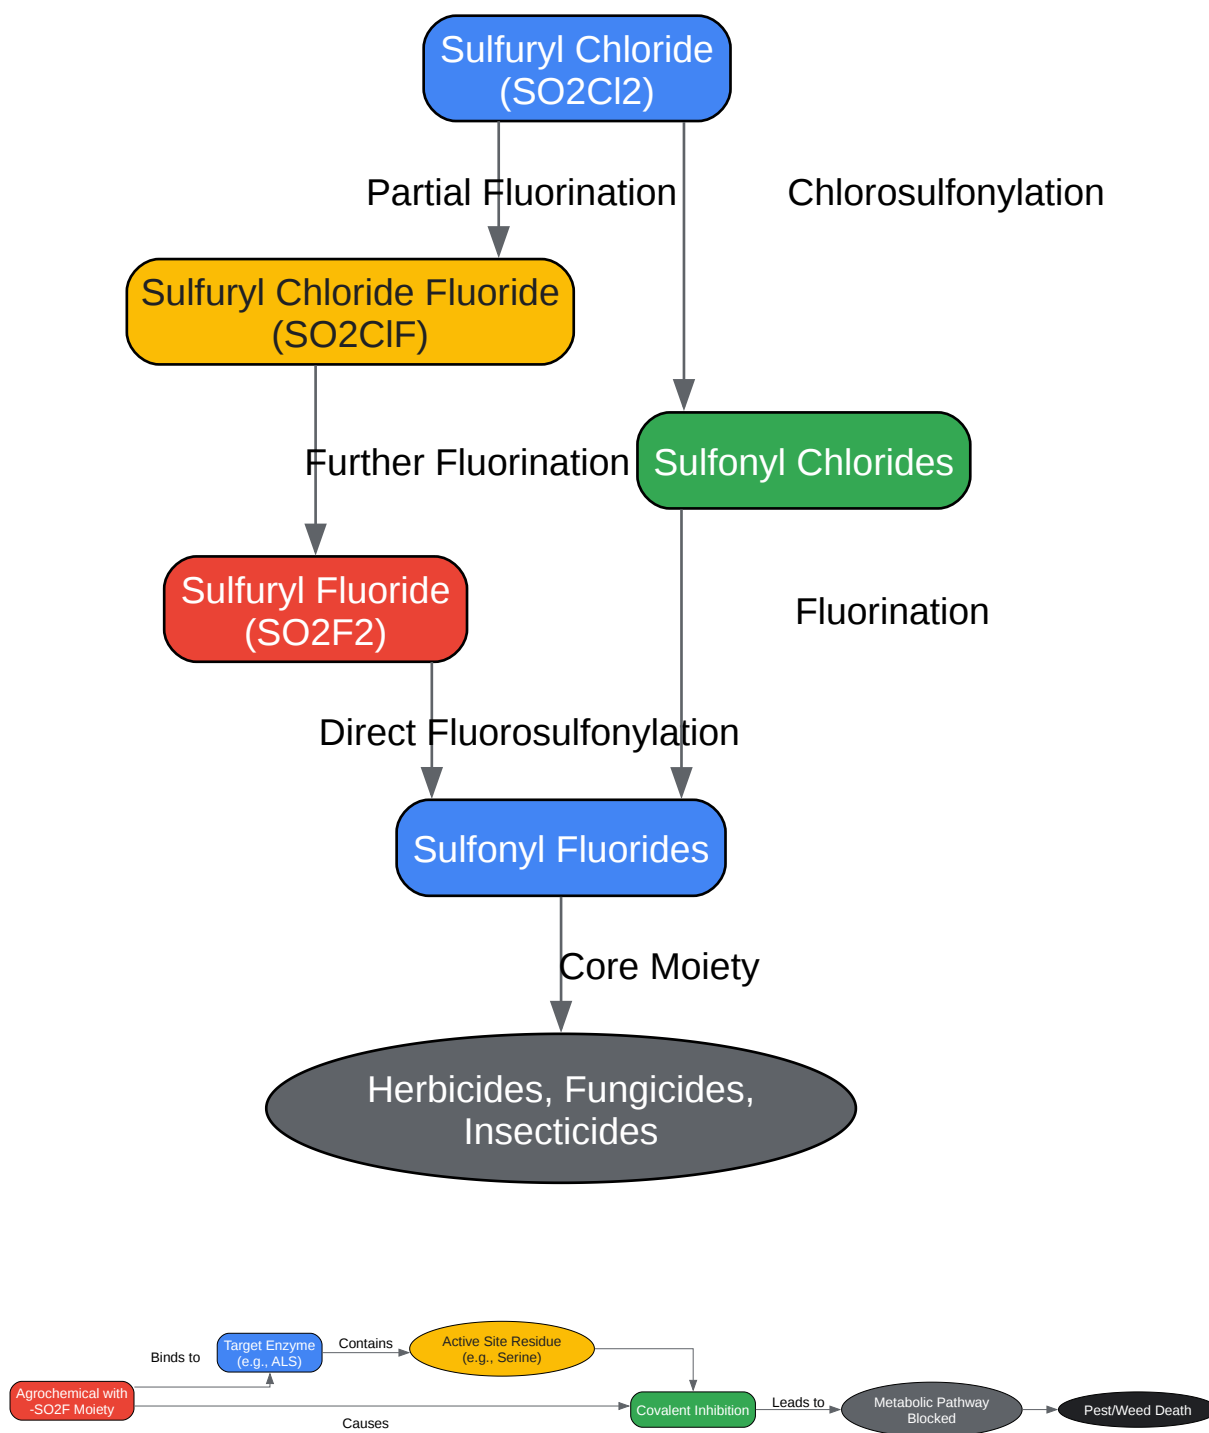 Sulfuryl Chloride
(SO2Cl2)
Partial Fluorination
Chlorosulfonylation
Sulfuryl Chloride Fluoride
(SO2ClF)
Further Fluorination
Sulfonyl Chlorides
Sulfuryl Fluoride
(SO2F2)
Fluorination
Direct Fluorosulfonylation
Sulfonyl Fluorides
Core Moiety
Herbicides, Fungicides,
Insecticides
Agrochemical with
-SO2F Moiety
Binds to
Target Enzyme
(e.g., ALS)
Contains
Active Site Residue
(e.g., Serine)
Causes
Covalent Inhibition
Leads to
Metabolic Pathway
Blocked
Pest/Weed Death